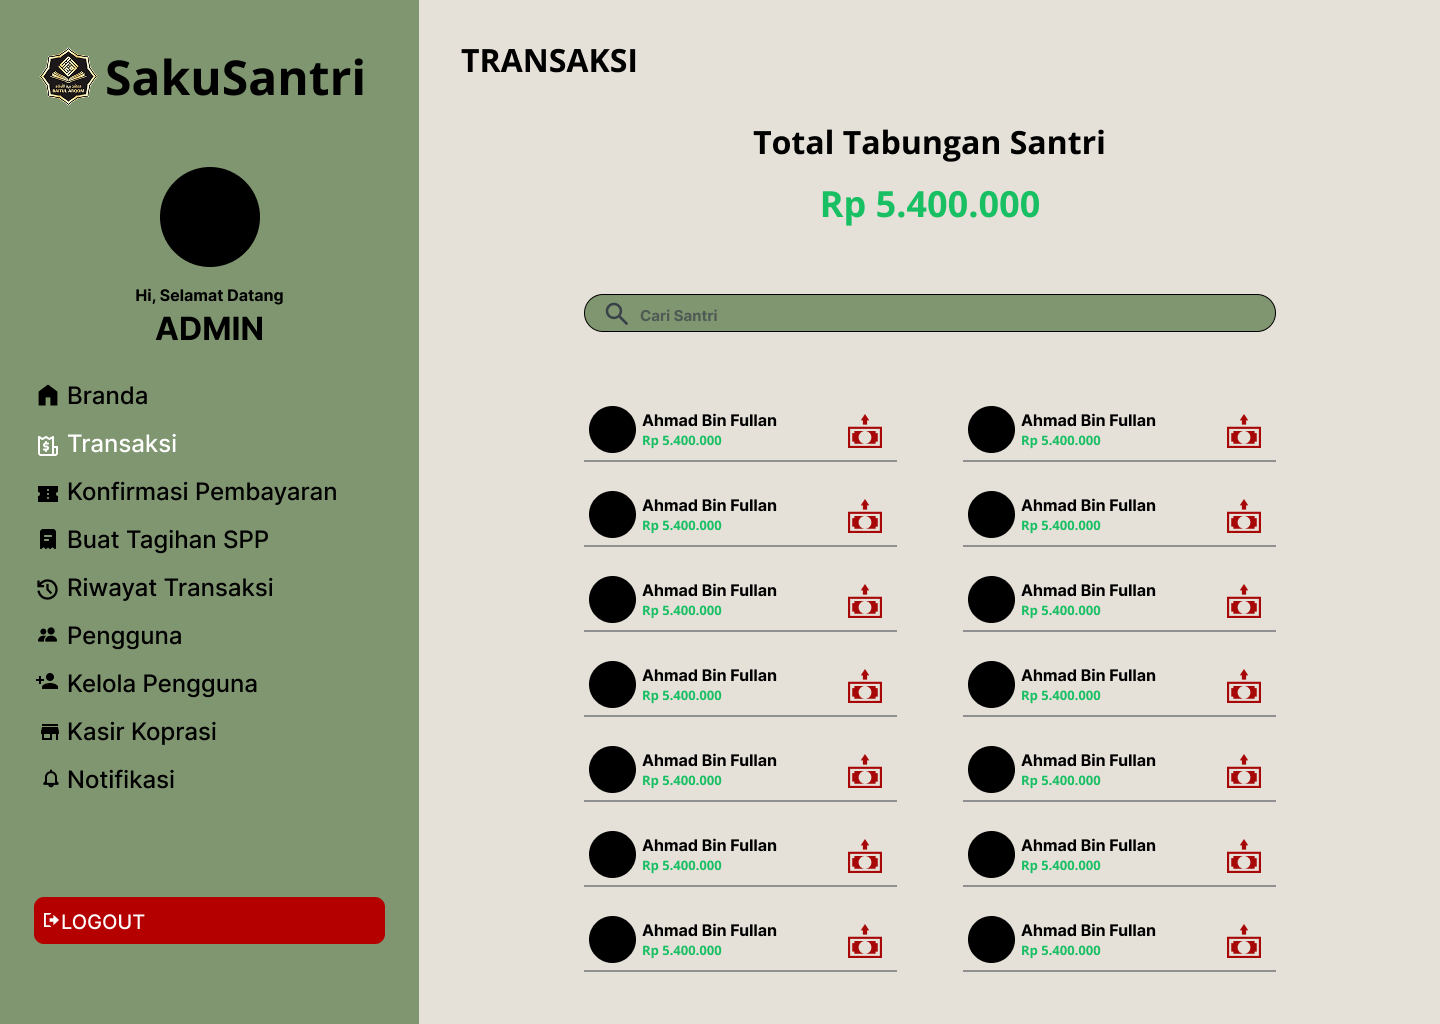 SakuSantri
BAITUL ARQOM
Hi, Selamat Datang
ADMIN
Branda
Transaksi
Konfirmasi Pembayaran
Buat Tagihan SPP
Riwayat Transaksi
Pengguna
Kelola Pengguna
Kasir Koprasi
Notifikasi
LOGOUT
TRANSAKSI
Total Tabungan Santri
Rp 5.400.000
Cari Santri
Ahmad Bin Fullan
Rp 5.400.000
Ahmad Bin Fullan
Rp 5.400.000
Ahmad Bin Fullan
Rp 5.400.000
Ahmad Bin Fullan
Rp 5.400.000
Ahmad Bin Fullan
Rp 5.400.000
Ahmad Bin Fullan
Rp 5.400.000
Ahmad Bin Fullan
Rp 5.400.000
Ahmad Bin Fullan
Rp 5.400.000
Ahmad Bin Fullan
Rp 5.400.000
Ahmad Bin Fullan
Rp 5.400.000
Ahmad Bin Fullan
Rp 5.400.000
Ahmad Bin Fullan
Rp 5.400.000
Ahmad Bin Fullan
Rp 5.400.000
Ahmad Bin Fullan
Rp 5.400.000